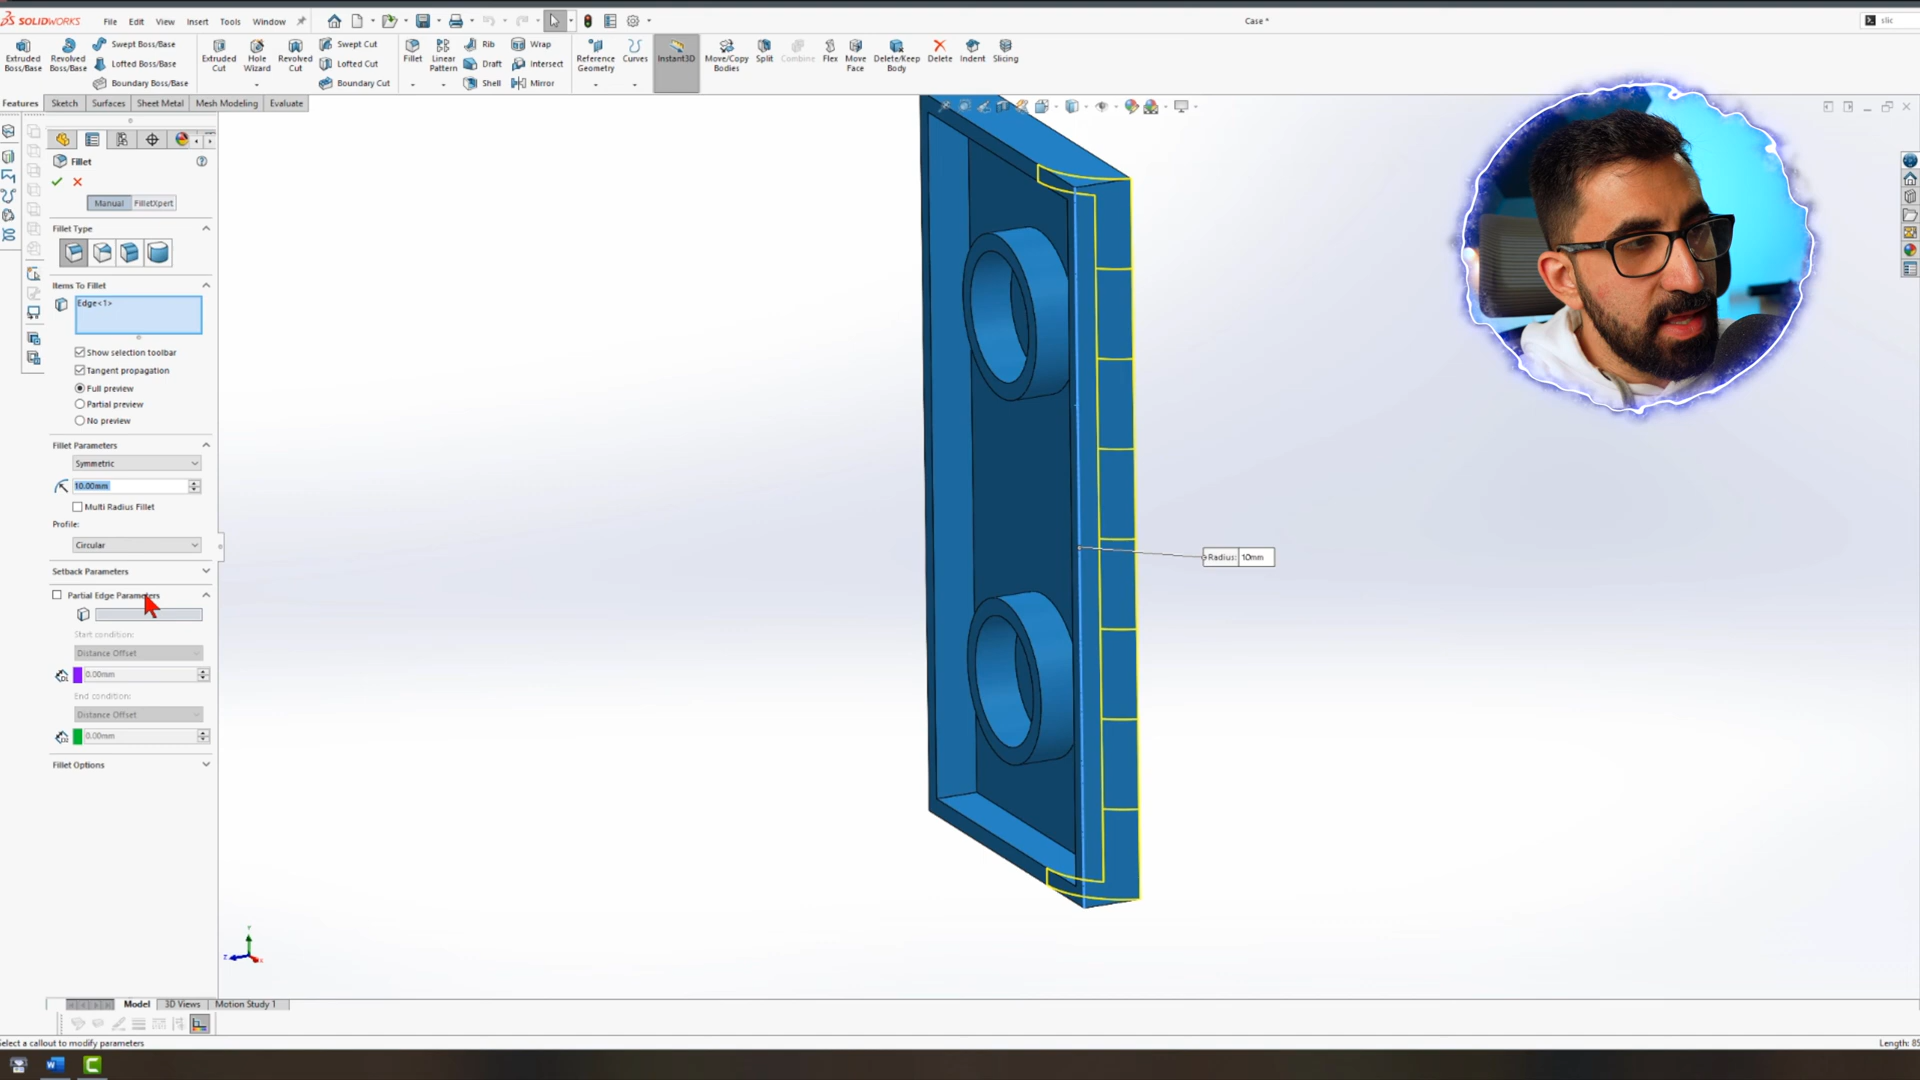 SOLIDWORKS File Edit View Insert Tools Window Case * slic
Extruded Boss/Base Revolved Boss/Base Swept Boss/Base Lofted Boss/Base Boundary Boss/Base Extruded Cut Hole Wizard Revolved Cut Swept Cut Lofted Cut Boundary Cut Fillet Linear Pattern Rib Draft Shell Wrap Intersect Mirror Reference Geometry Curves Instant3D Move/Copy Bodies Split Combine Flex Move Face Delete/Keep Body Delete Indent Slicing
Features Sketch Surfaces Sheet Metal Mesh Modeling Evaluate
Fillet
Manual FilletXpert
Fillet Type
Items To Fillet
Edge<1>
Show selection toolbar
Tangent propagation
Full preview
Partial preview
No preview
Fillet Parameters
Symmetric
10.00mm
Multi Radius Fillet
Profile:
Circular
Radius: 10mm
Setback Parameters
Partial Edge Parameters
Start condition:
Distance Offset
0.00mm
End condition:
Distance Offset
0.00mm
Fillet Options
Y
Z
Model 3D Views Motion Study 1
Select a callout to modify parameters Length: 85